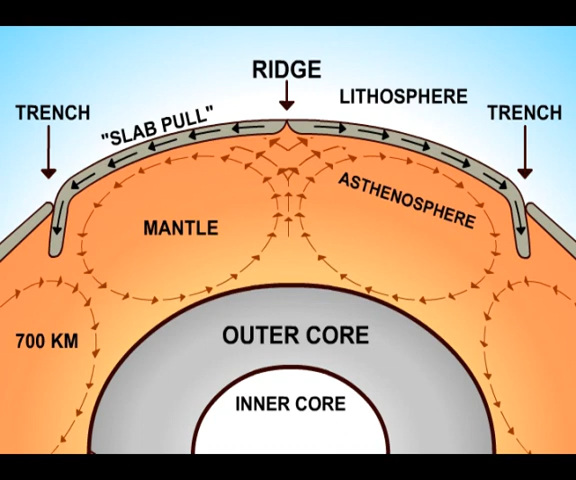 RIDGE
LITHOSPHERE
TRENCH
"SLAB PULL"
TRENCH
ASTHENOSPHERE
MANTLE
700 KM
OUTER CORE
INNER CORE